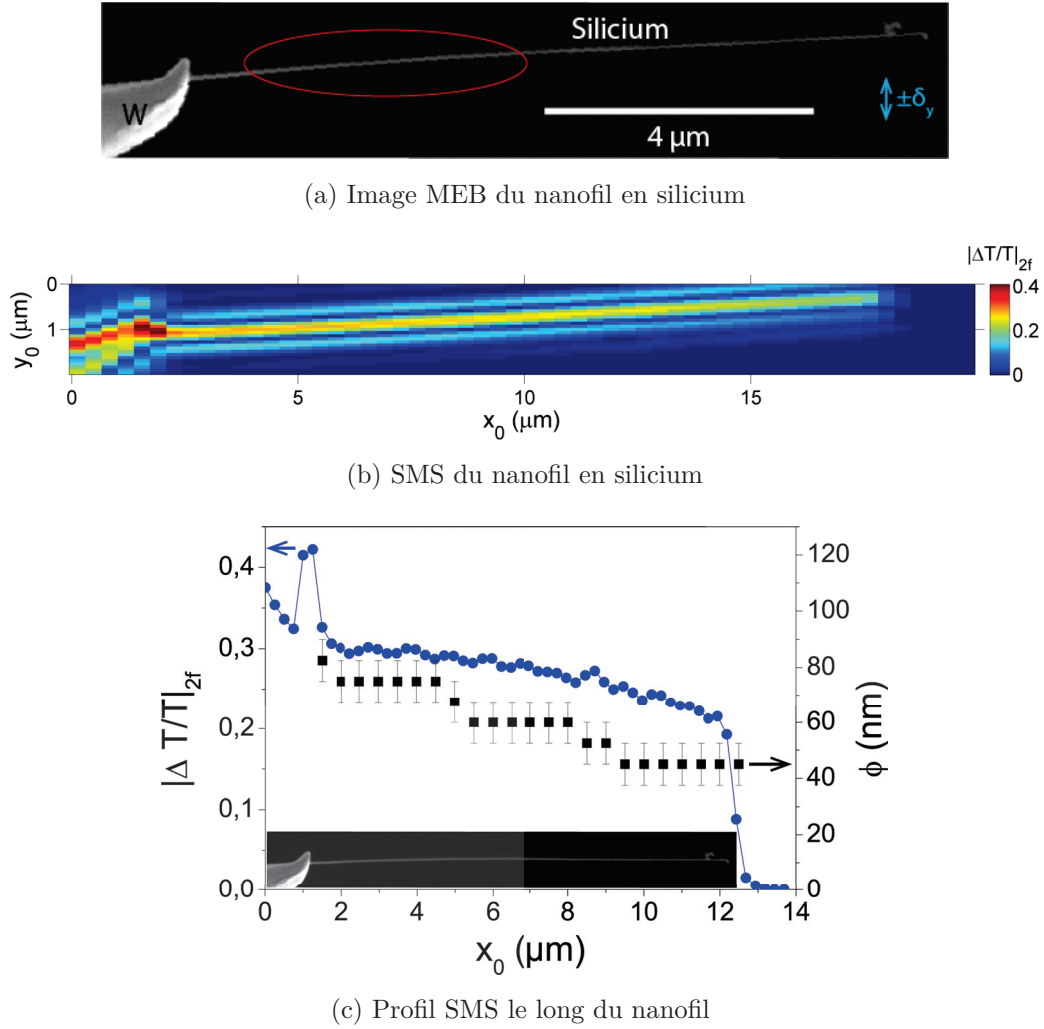 Silicium
W
±δy
4 μm
(a) Image MEB du nanofil en silicium
|ΔT/T|2f
0
1
y0 (μm)
0.4
0.2
0
0
5
10
15
x0 (μm)
(b) SMS du nanofil en silicium
0,4
0,3
0,2
0,1
0,0
|Δ T/T|2f
120
100
80
60
40
20
0
ϕ (nm)
0
2
4
6
8
10
12
14
x0 (μm)
(c) Profil SMS le long du nanofil